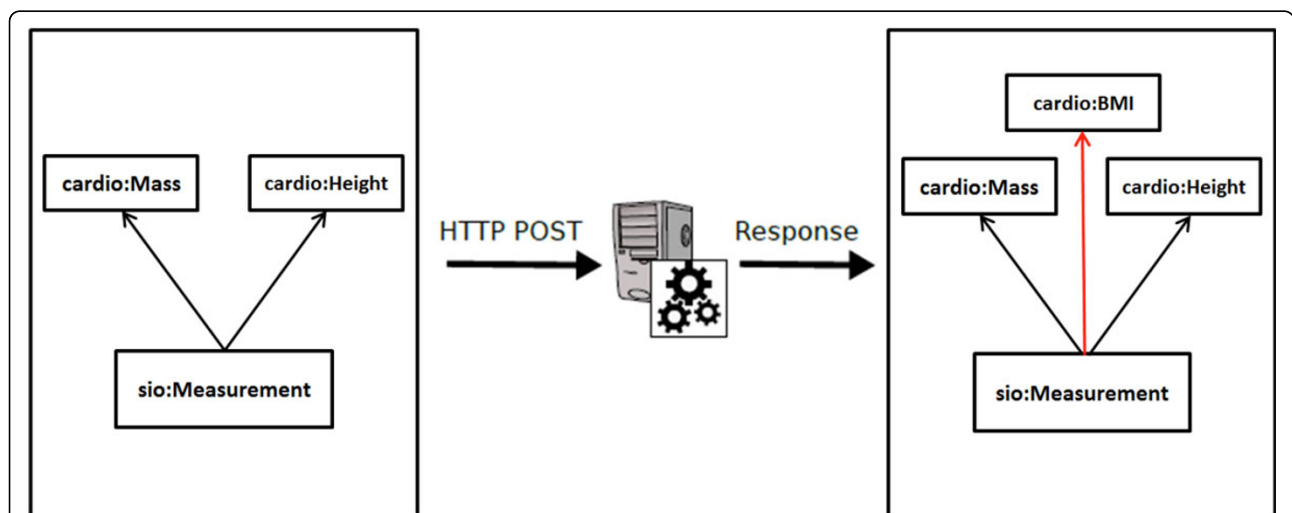 cardio:Mass
cardio:Height
sio:Measurement
HTTP POST
Response
cardio:BMI
cardio:Mass
cardio:Height
sio:Measurement